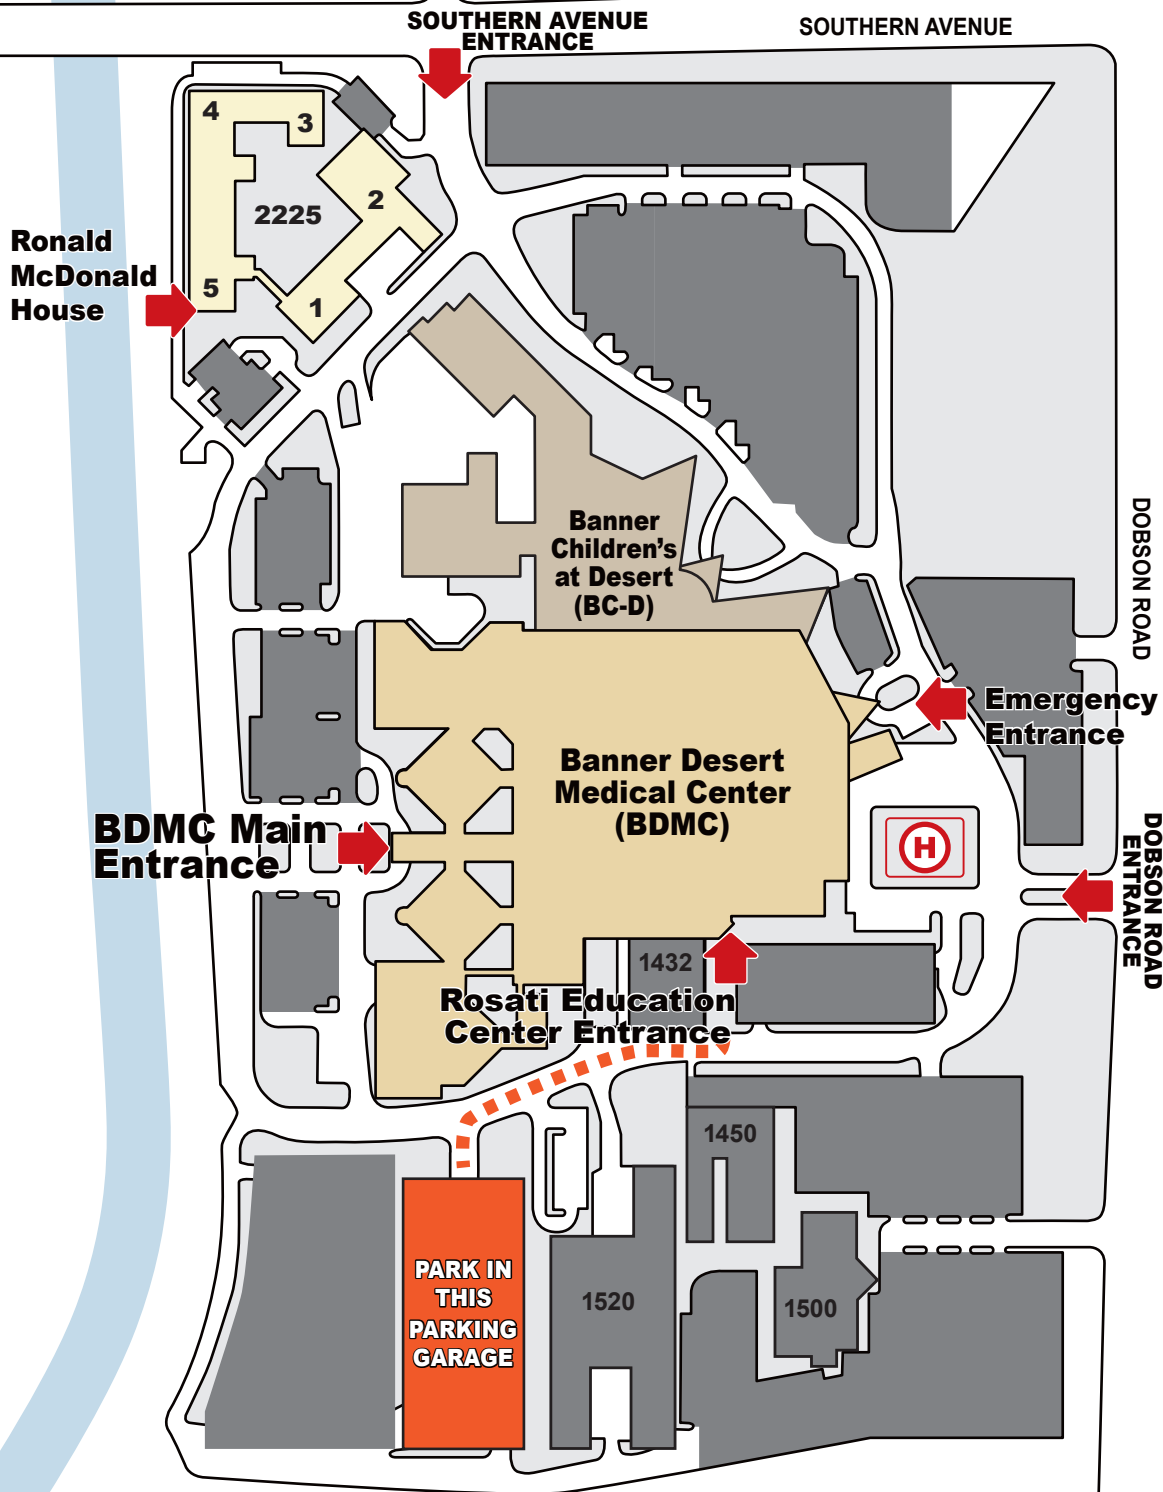 SOUTHERN AVENUE
ENTRANCE
SOUTHERN AVENUE
4
3
2
2225
Ronald
McDonald
House
5
1
Banner
Children's
at Desert
(BC-D)
DOBSON ROAD
Emergency
Entrance
Banner Desert
Medical Center
(BDMC)
BDMC Main
Entrance
H
DOBSON ROAD
ENTRANCE
1432
Rosati Education
Center Entrance
1450
PARK IN
THIS
PARKING
GARAGE
1520
1500